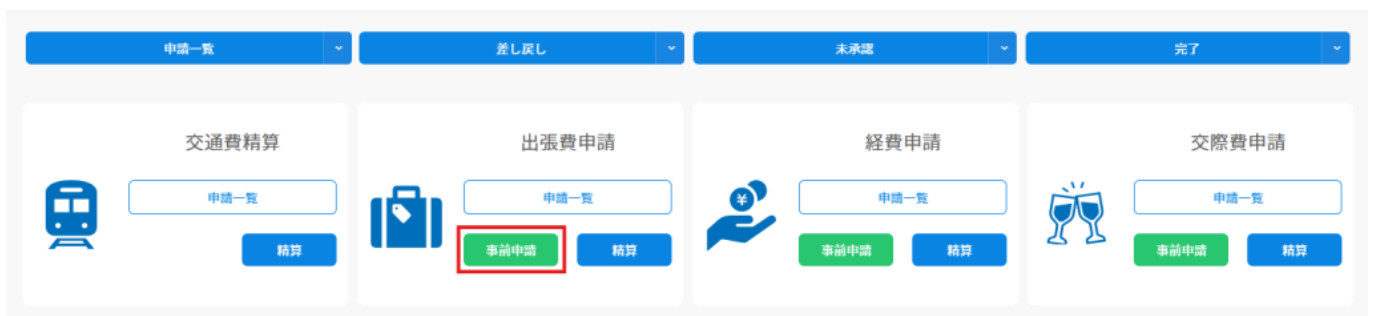 申請一覧
差し戻し
未承認
完了
交通費精算
申請一覧
精算
出張費申請
申請一覧
事前申請
精算
経費申請
¥
申請一覧
事前申請
精算
交際費申請
申請一覧
事前申請
精算